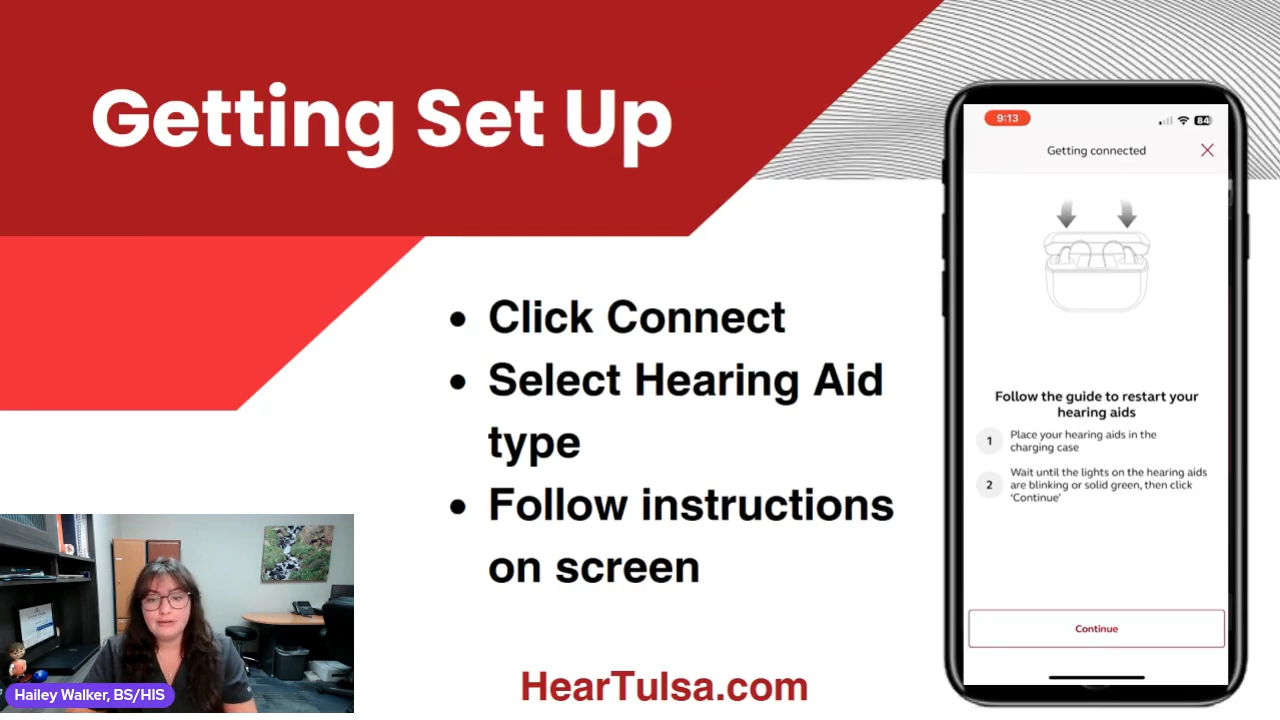 Getting Set Up
• Click Connect
• Select Hearing Aid
type
• Follow instructions
on screen
HearTulsa.com
Hailey Walker, BS/HIS
9:13
84
Getting connected
Follow the guide to restart your
hearing aids
1 Place your hearing aids in the
charging case
2 Wait until the lights on the hearing aids
are blinking or solid green, then click
‘Continue’
Continue